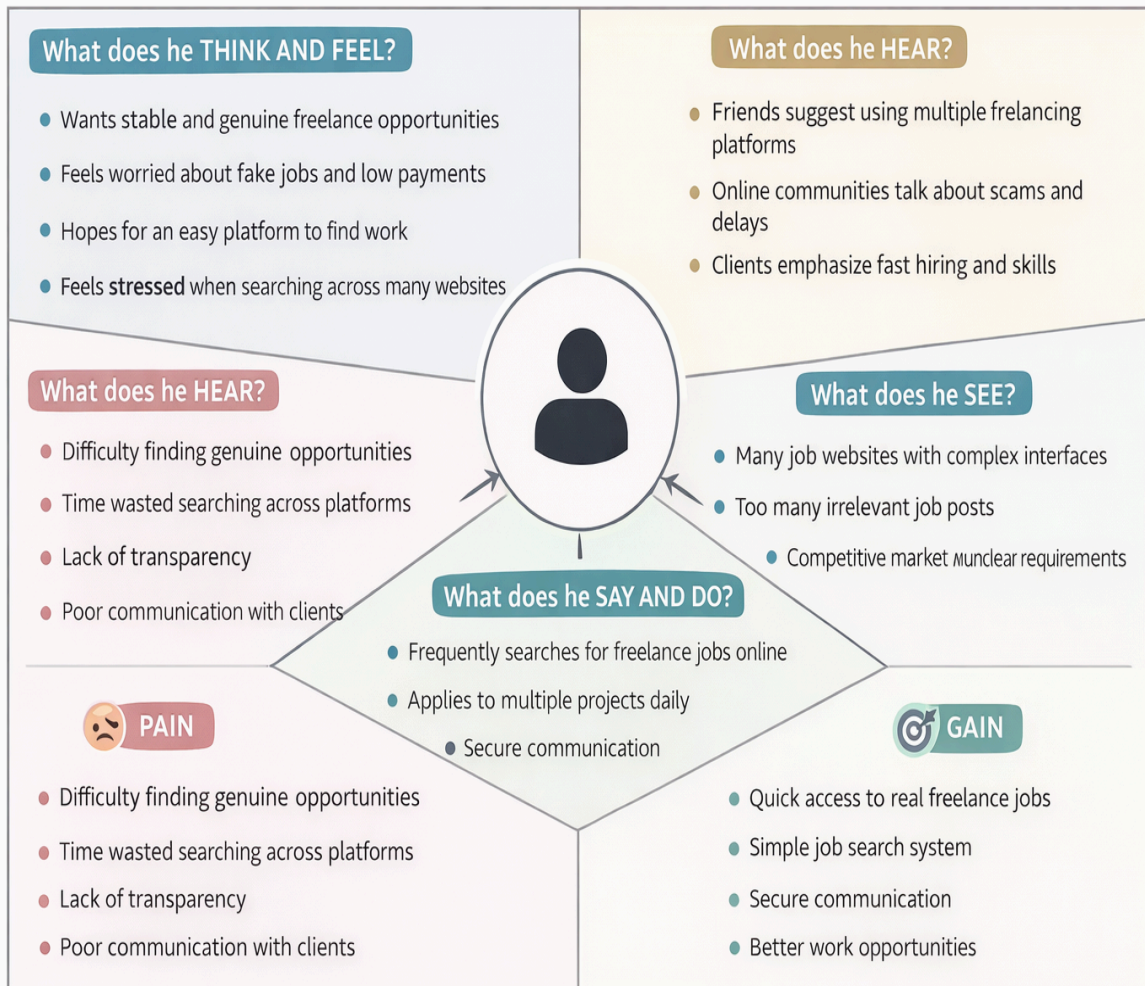 What does he THINK AND FEEL?
Wants stable and genuine freelance opportunities
Feels worried about fake jobs and low payments
Hopes for an easy platform to find work
Feels stressed when searching across many websites
What does he HEAR?
Friends suggest using multiple frelancing
platforms
Online communities talk about scams and
delays
Clients emphasize fast hiring and skills
What does he HEAR?
Difficulty finding genuine opportunities
Time wasted searching across platforms
Lack of transparency
Poor communication with clients
What does he SEE?
Many job websites with complex interfaces
Too many irrelevant job posts
Competitive market мunclear requirements
What does he SAY AND DO?
Frequently searches for freelance jobs online
Applies to multiple projects daily
Secure communication
PAIN
Difficulty finding genuine opportunities
Time wasted searching across platforms
Lack of transparency
Poor communication with clients
GAIN
Quick access to real freelance jobs
Simple job search system
Secure communication
Better work opportunities